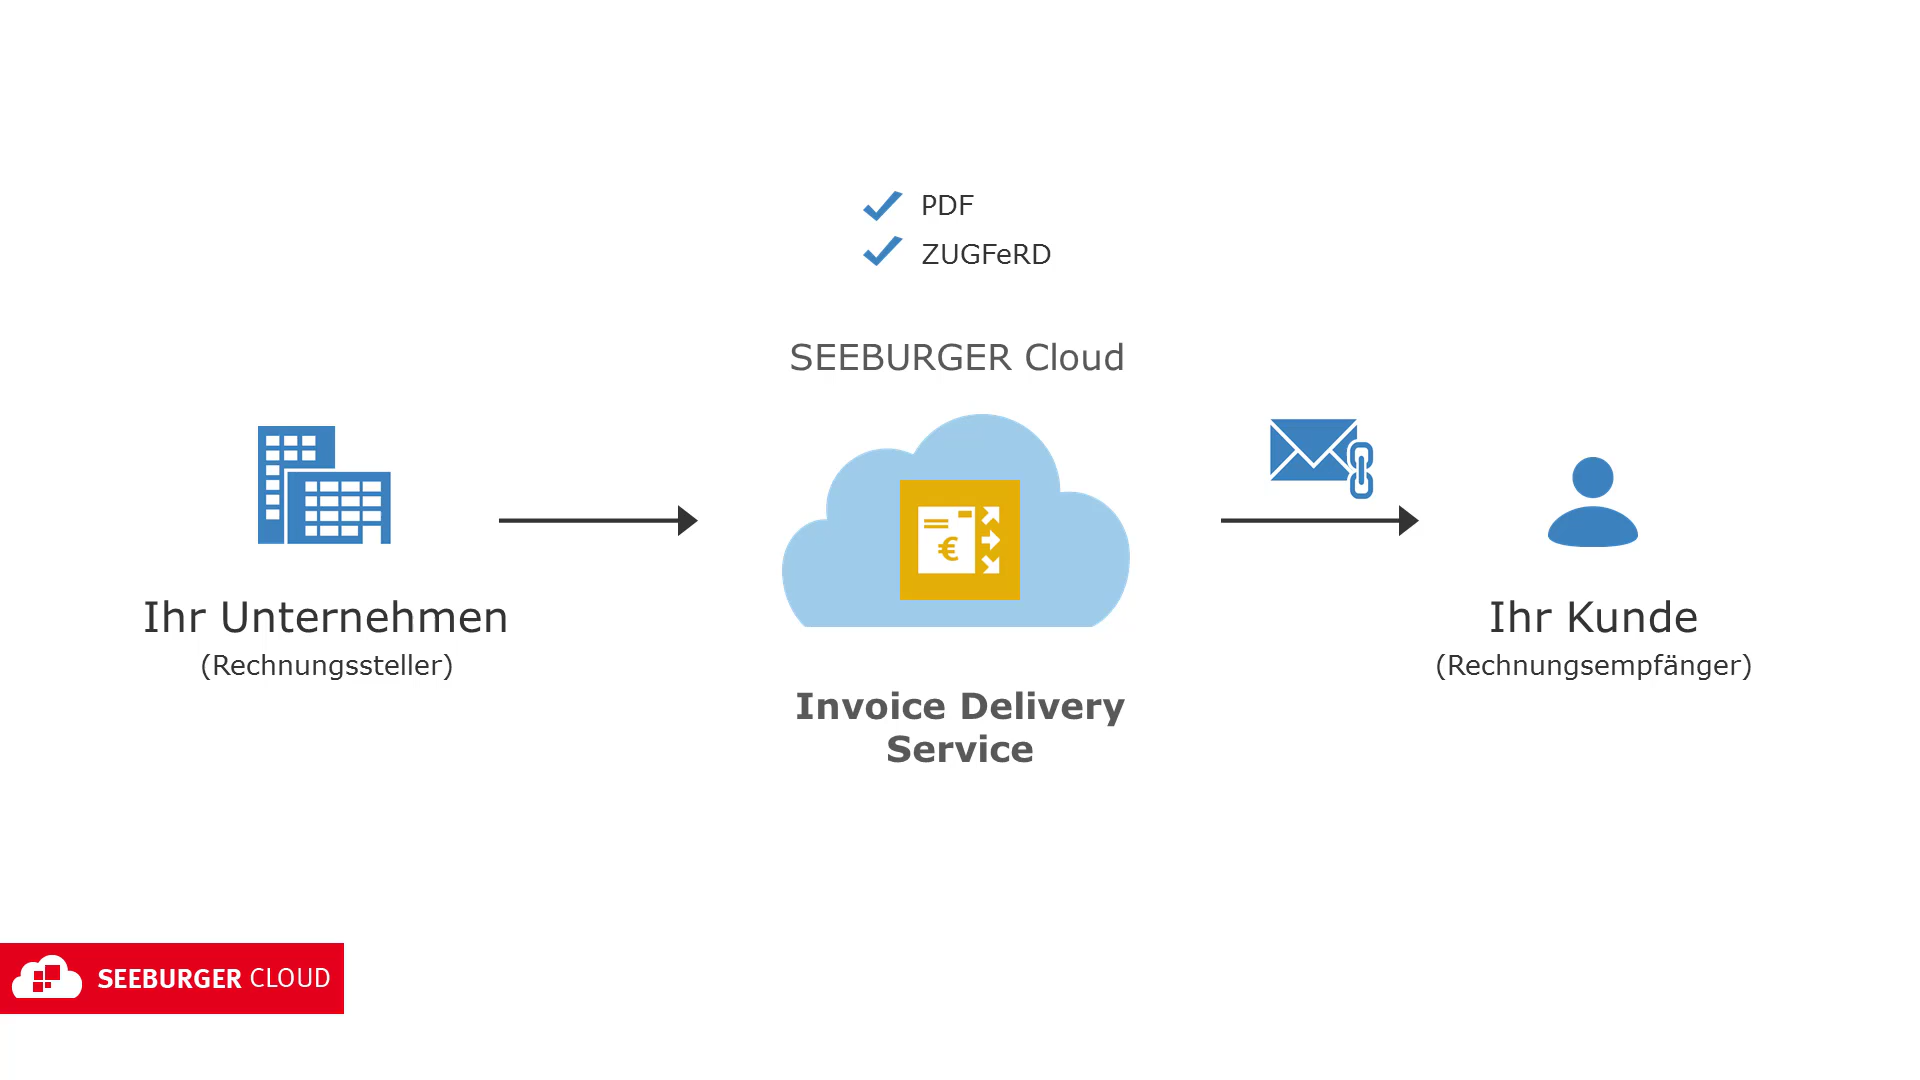 PDF
ZUGFeRD
SEEBURGER Cloud
€
Ihr Unternehmen
(Rechnungssteller)
Ihr Kunde
(Rechnungsempfänger)
Invoice Delivery
Service
SEEBURGER CLOUD